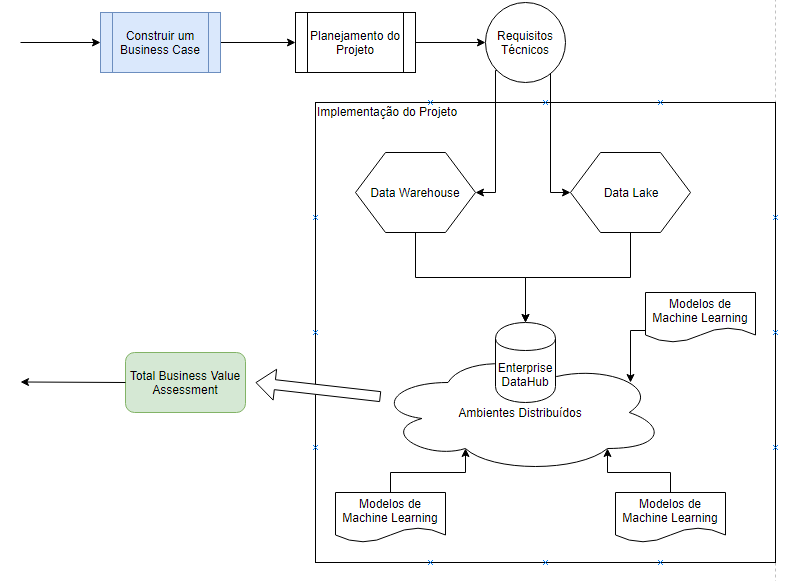 Construir um
Business Case
Planejamento do
Projeto
Requisitos
Técnicos
Implementação do Projeto
Data Warehouse
Data Lake
Modelos de
Machine Learning
Enterprise
DataHub
Ambientes Distribuídos
Total Business Value
Assessment
Modelos de
Machine Learning
Modelos de
Machine Learning